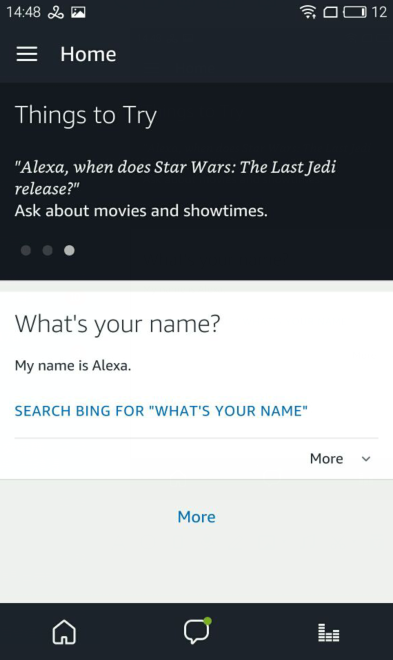 14:48 12
Home
Things to Try
"Alexa, when does Star Wars: The Last Jedi
release?"
Ask about movies and showtimes.
What's your name?
My name is Alexa.
SEARCH BING FOR "WHAT'S YOUR NAME"
More
More